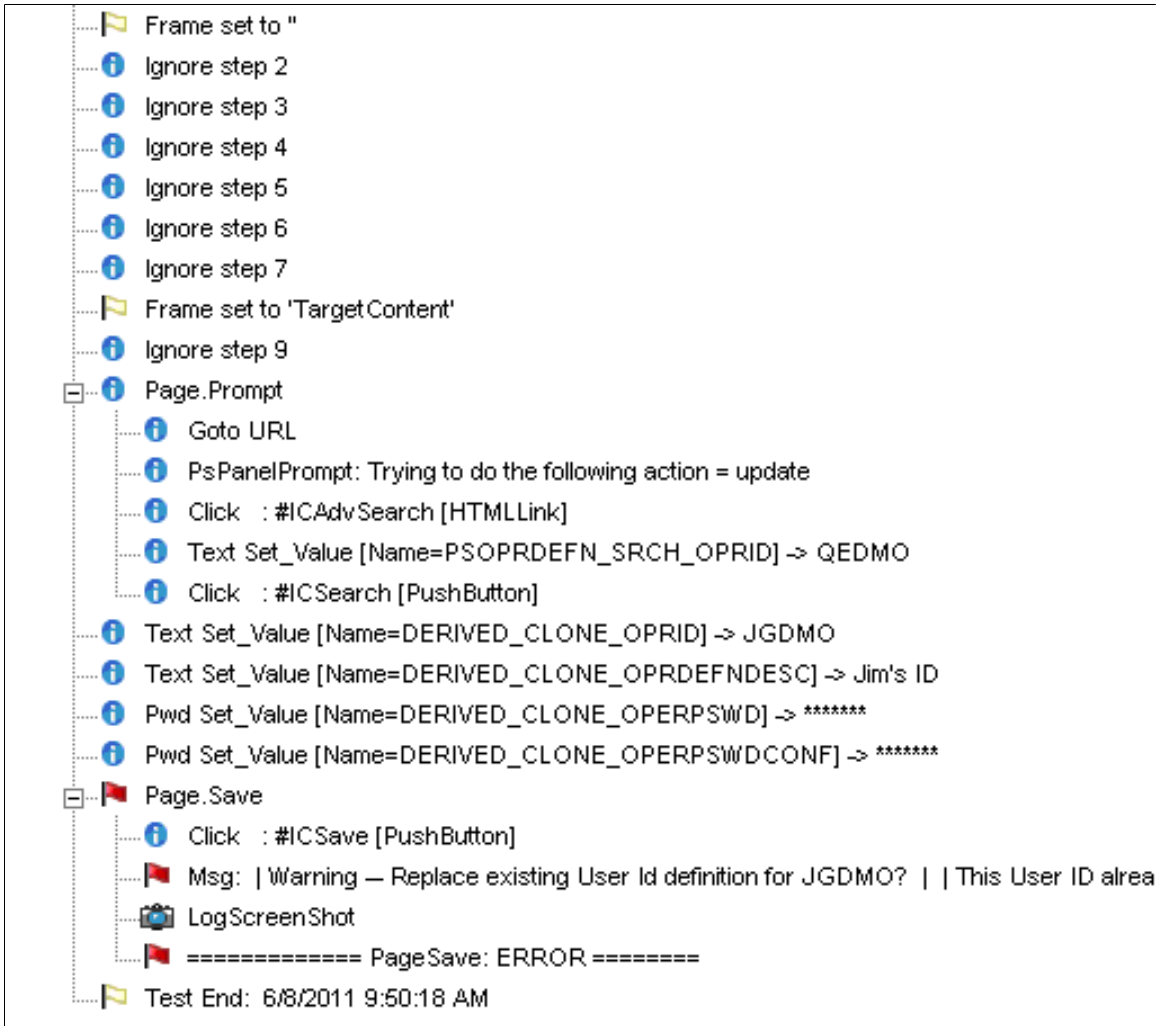 Frame set to ''
Ignore step 2
Ignore step 3
Ignore step 4
Ignore step 5
Ignore step 6
Ignore step 7
Frame set to 'TargetContent'
Ignore step 9
Page.Prompt
Goto URL
PsPanelPrompt: Trying to do the following action = update
Click : #ICAdvSearch [HTMLLink]
Text Set_Value [Name=PSOPRDEFN_SRCH_OPRID] -> QEDMO
Click : #ICSearch [PushButton]
Text Set_Value [Name=DERIVED_CLONE_OPRID] -> JGDMO
Text Set_Value [Name=DERIVED_CLONE_OPRDEFNDESC] -> Jim's ID
Pwd Set_Value [Name=DERIVED_CLONE_OPERPSWD] -> *******
Pwd Set_Value [Name=DERIVED_CLONE_OPERPSWDCONF] -> *******
Page.Save
Click : #ICSave [PushButton]
Msg: | Warning — Replace existing User Id definition for JGDMO? | | This User ID alrea
LogScreenShot
============= PageSave: ERROR ========
Test End: 6/8/2011 9:50:18 AM